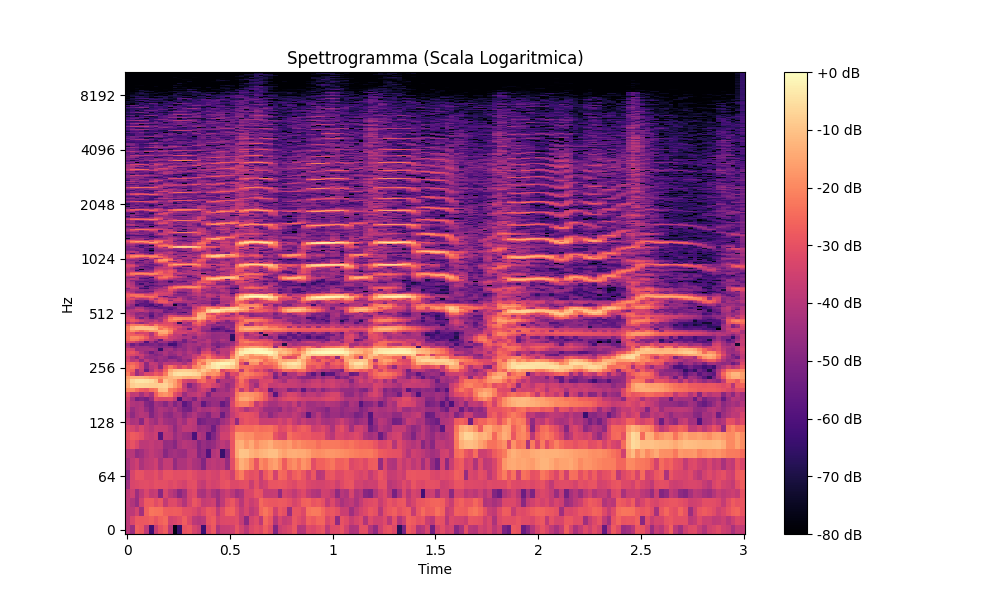 Spettrogramma (Scala Logaritmica)
Hz
8192
4096
2048
1024
512
256
128
64
0
0 0.5 1 1.5 2 2.5 3
Time
+0 dB
-10 dB
-20 dB
-30 dB
-40 dB
-50 dB
-60 dB
-70 dB
-80 dB